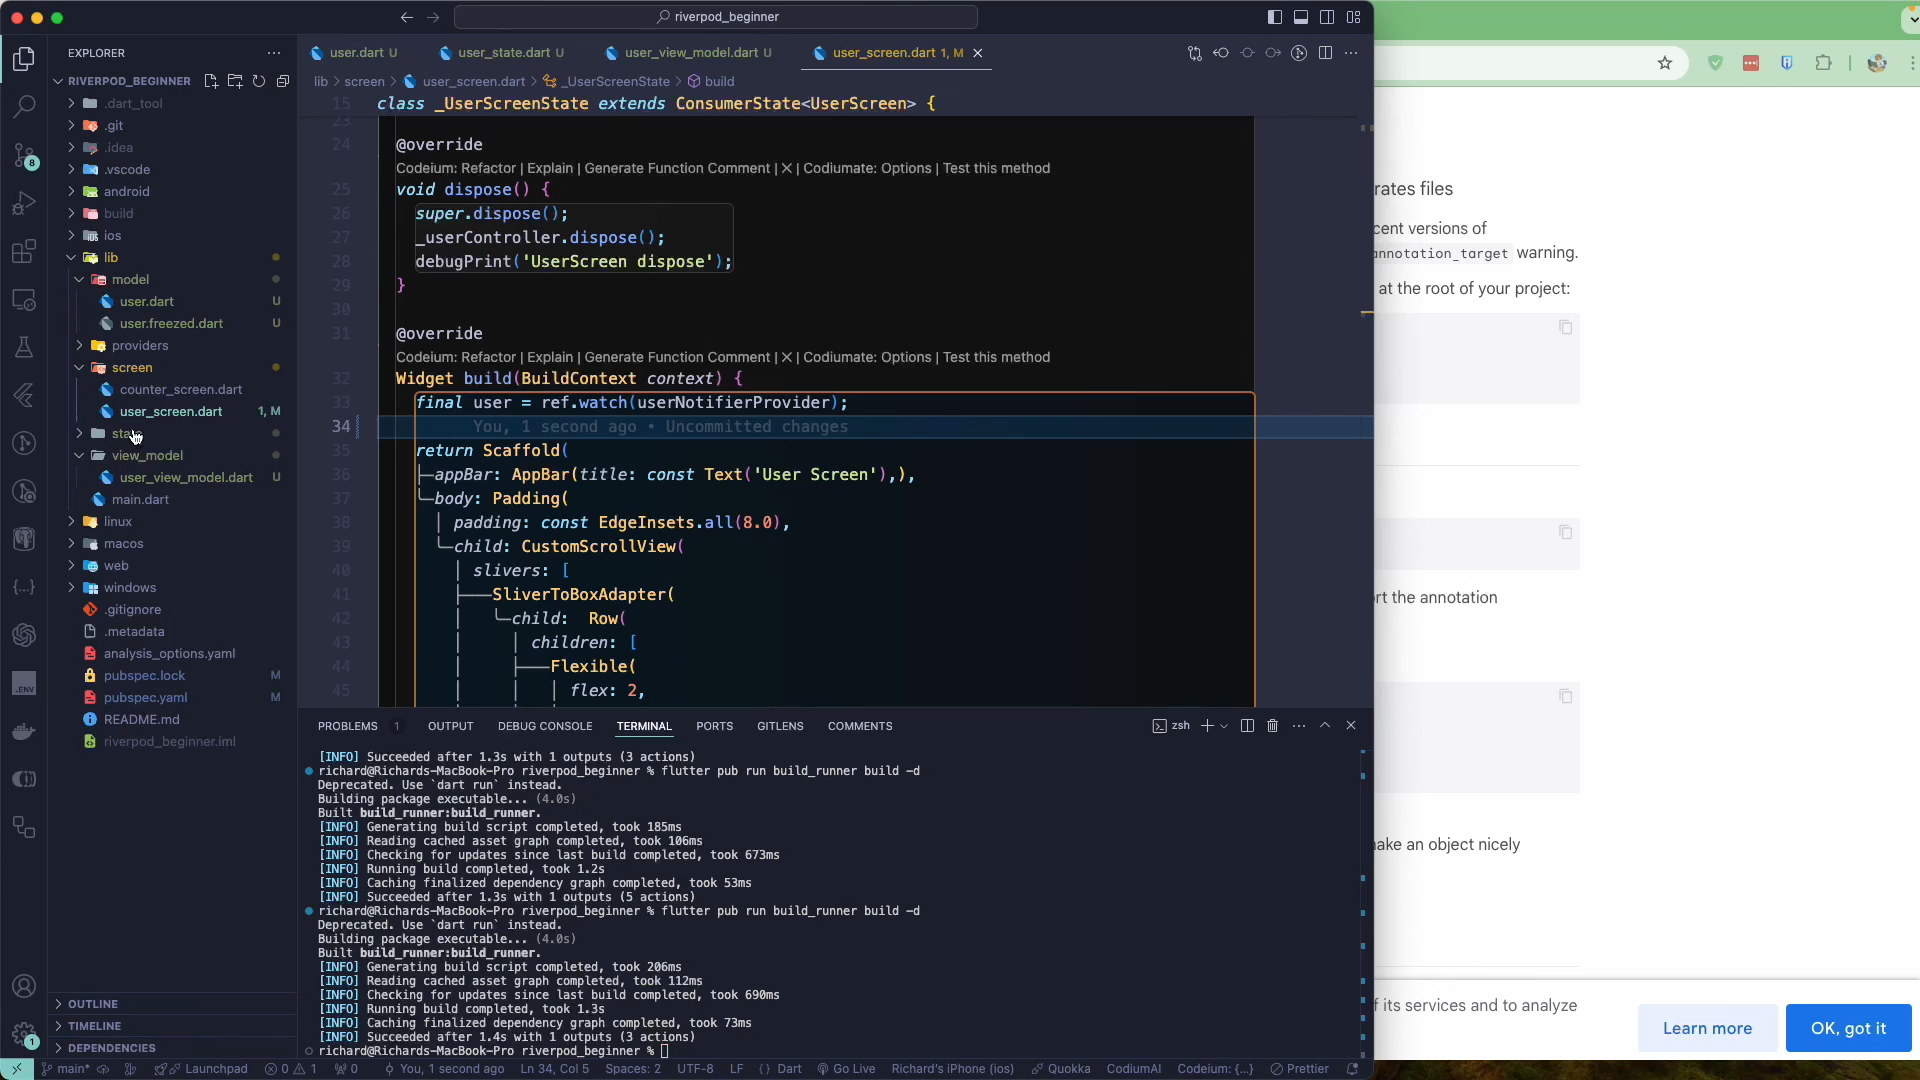 riverpod_beginner
EXPLORER
RIVERPOD_BEGINNER
.dart_tool
.git
.idea
.vscode
android
build
ios
lib
model
user.dart U
user.freezed.dart U
providers
screen
counter_screen.dart
user_screen.dart 1, M
view_model
user_view_model.dart U
main.dart
linux
macos
web
windows
.gitignore
.metadata
analysis_options.yaml
pubspec.lock M
pubspec.yaml M
README.md
riverpod_beginner.iml
OUTLINE
TIMELINE
DEPENDENCIES
8
.ENV
1
user.dart U
user_state.dart U
user_view_model.dart U
user_screen.dart 1, M
lib > screen > user_screen.dart > _UserScreenState > build
15 class _UserScreenState extends ConsumerState<UserScreen> {
23
24 @override
Codeium: Refactor | Explain | Generate Function Comment | X | Codiumate: Options | Test this method
25 void dispose() {
26 super.dispose();
27 _userController.dispose();
28 debugPrint('UserScreen dispose');
29 }
30
31 @override
Codeium: Refactor | Explain | Generate Function Comment | X | Codiumate: Options | Test this method
32 Widget build(BuildContext context) {
33 final user = ref.watch(userNotifierProvider);
34 You, 1 second ago • Uncommitted changes
35 return Scaffold(
36 appBar: AppBar(title: const Text('User Screen'),),
37 body: Padding(
38 padding: const EdgeInsets.all(8.0),
39 child: CustomScrollView(
40 slivers: [
41 SliverToBoxAdapter(
42 child: Row(
43 children: [
44 Flexible(
45 flex: 2,
PROBLEMS 1 OUTPUT DEBUG CONSOLE TERMINAL PORTS GITLENS COMMENTS
zsh
[INFO] Succeeded after 1.3s with 1 outputs (3 actions)
richard@Richards-MacBook-Pro riverpod_beginner % flutter pub run build_runner build -d
Deprecated. Use `dart run` instead.
Building package executable... (4.0s)
Built build_runner:build_runner.
[INFO] Generating build script completed, took 185ms
[INFO] Reading cached asset graph completed, took 106ms
[INFO] Checking for updates since last build completed, took 673ms
[INFO] Running build completed, took 1.2s
[INFO] Caching finalized dependency graph completed, took 53ms
[INFO] Succeeded after 1.3s with 1 outputs (5 actions)
richard@Richards-MacBook-Pro riverpod_beginner % flutter pub run build_runner build -d
Deprecated. Use `dart run` instead.
Building package executable... (4.0s)
Built build_runner:build_runner.
[INFO] Generating build script completed, took 206ms
[INFO] Reading cached asset graph completed, took 112ms
[INFO] Checking for updates since last build completed, took 690ms
[INFO] Running build completed, took 1.3s
[INFO] Caching finalized dependency graph completed, took 73ms
[INFO] Succeeded after 1.4s with 1 outputs (3 actions)
richard@Richards-MacBook-Pro riverpod_beginner %
main* Launchpad 0 1 0 You, 1 second ago Ln 34, Col 5 Spaces: 2 UTF-8 LF Dart Go Live Richard's iPhone (ios) Quokka CodiumAI Codeium: {...} Prettier
rates files
cent versions of
annotation_target warning.
at the root of your project:
rt the annotation
ake an object nicely
f its services and to analyze
Learn more
OK, got it